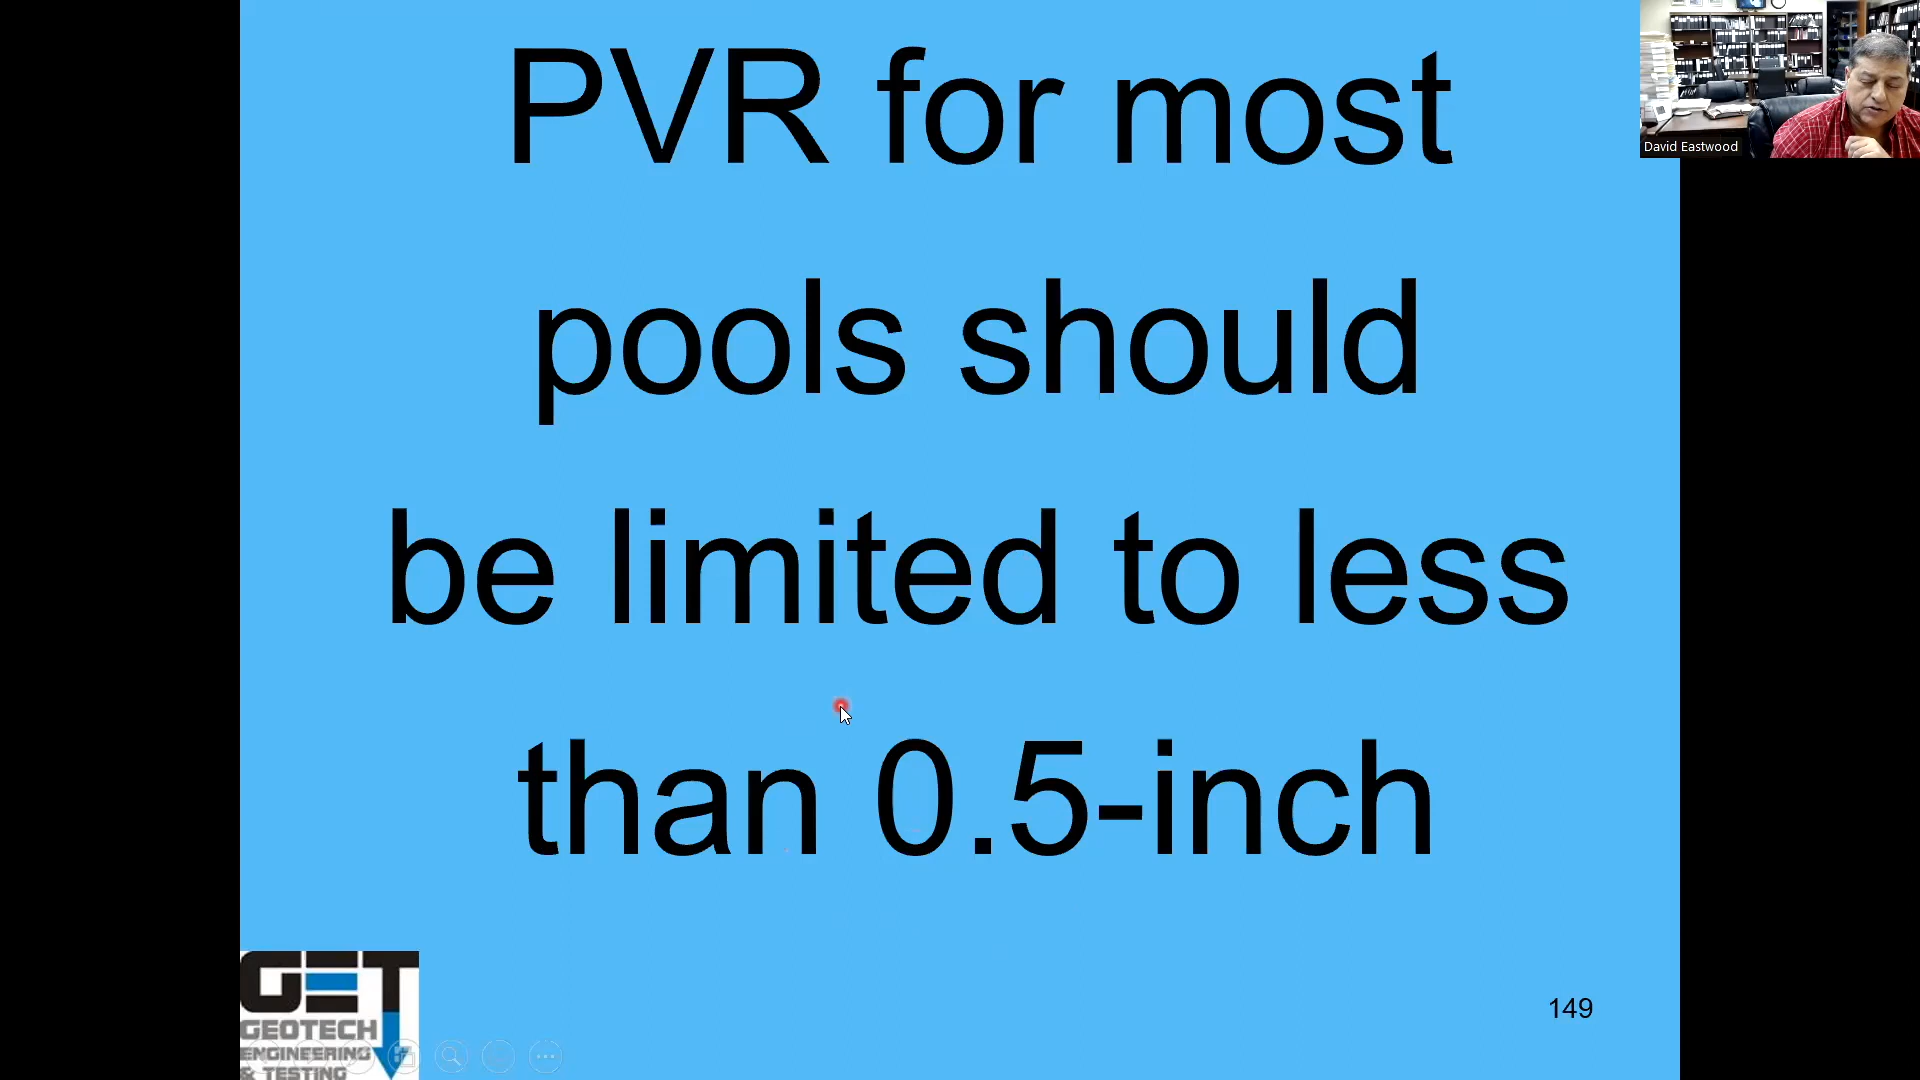 PVR for most
pools should
be limited to less
than 0.5-inch
David Eastwood
149
GET
GEOTECH
ENGINEERING
& TESTING